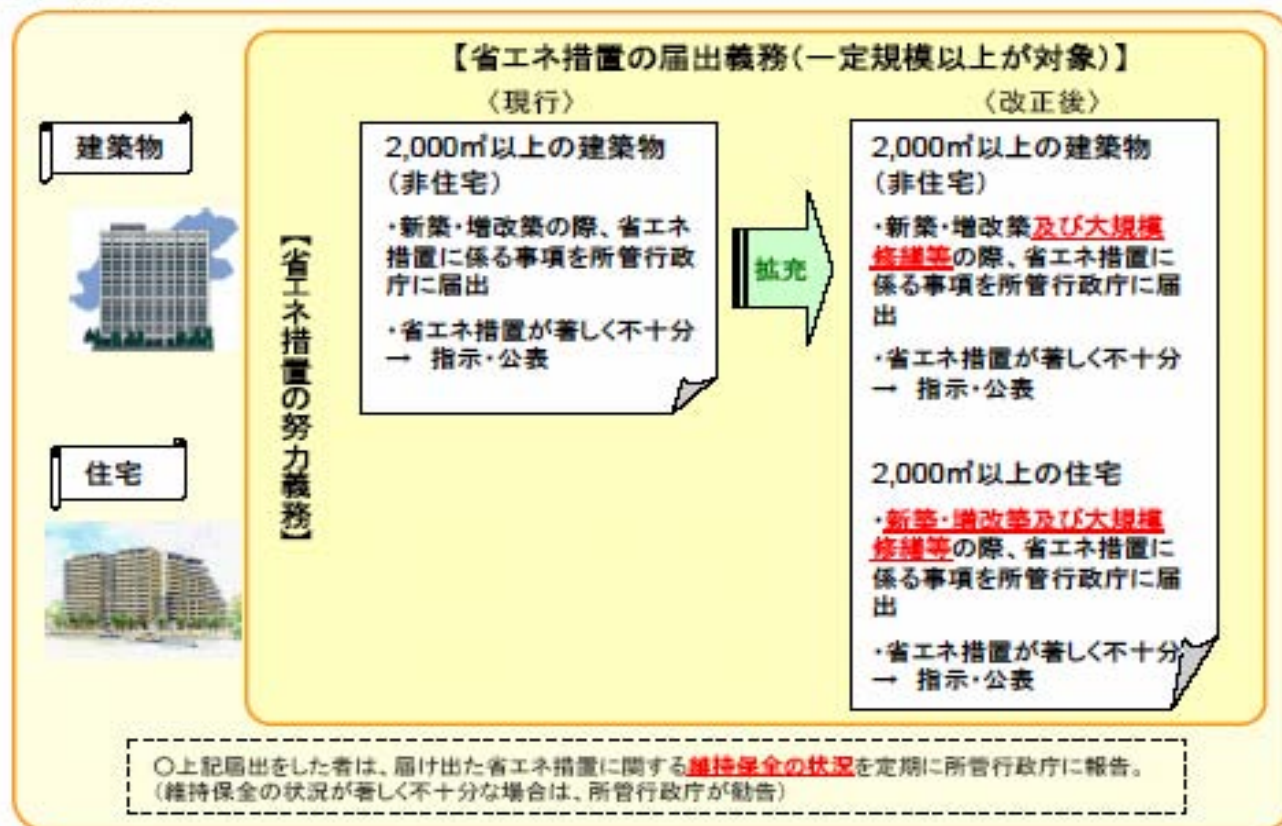 【省エネ措置の届出義務(一定規模以上が対象)】
〈現行〉
〈改正後〉
建築物
住宅
【省エネ措置の努力義務】
2,000㎡以上の建築物
(非住宅)
・新築・増改築の際、省エネ
措置に係る事項を所管行政
庁に届出
・省エネ措置が著しく不十分
→ 指示・公表
拡充
2,000㎡以上の建築物
(非住宅)
・新築・増改築及び大規模
修繕等の際、省エネ措置に
係る事項を所管行政庁に届
出
・省エネ措置が著しく不十分
→ 指示・公表
2,000㎡以上の住宅
・新築・増改築及び大規模
修繕等の際、省エネ措置に
係る事項を所管行政庁に届
出
・省エネ措置が著しく不十分
→ 指示・公表
○上記届出をした者は、届け出た省エネ措置に関する維持保全の状況を定期に所管行政庁に報告。
(維持保全の状況が著しく不十分な場合は、所管行政庁が勧告)